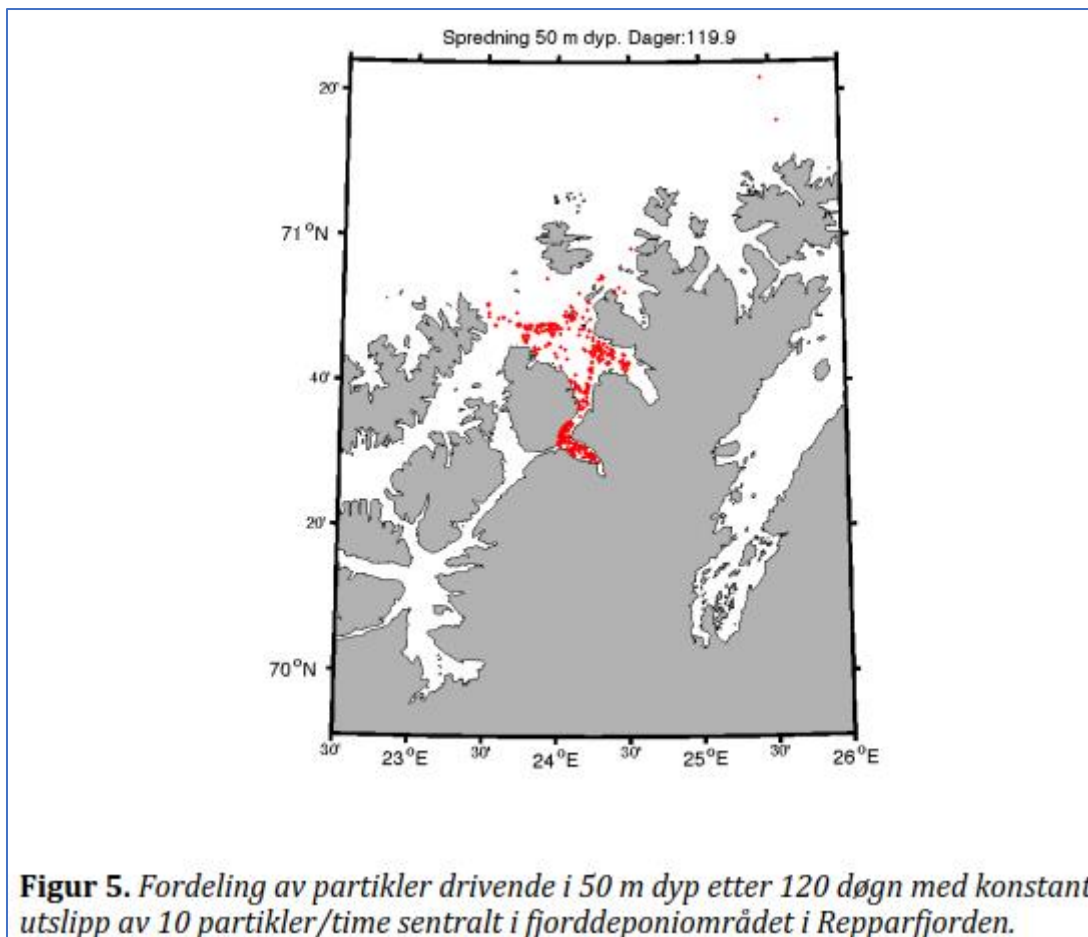 Spredning 50 m dyp. Dager:119.9
20'
71°N
40'
20'
70°N
30'
23°E
30'
24°E
30'
25°E
30'
26°E
Figur 5. Fordeling av partikler drivende i 50 m dyp etter 120 døgn med konstant
utslipp av 10 partikler/time sentralt i fjorddeponiområdet i Repparfjorden.